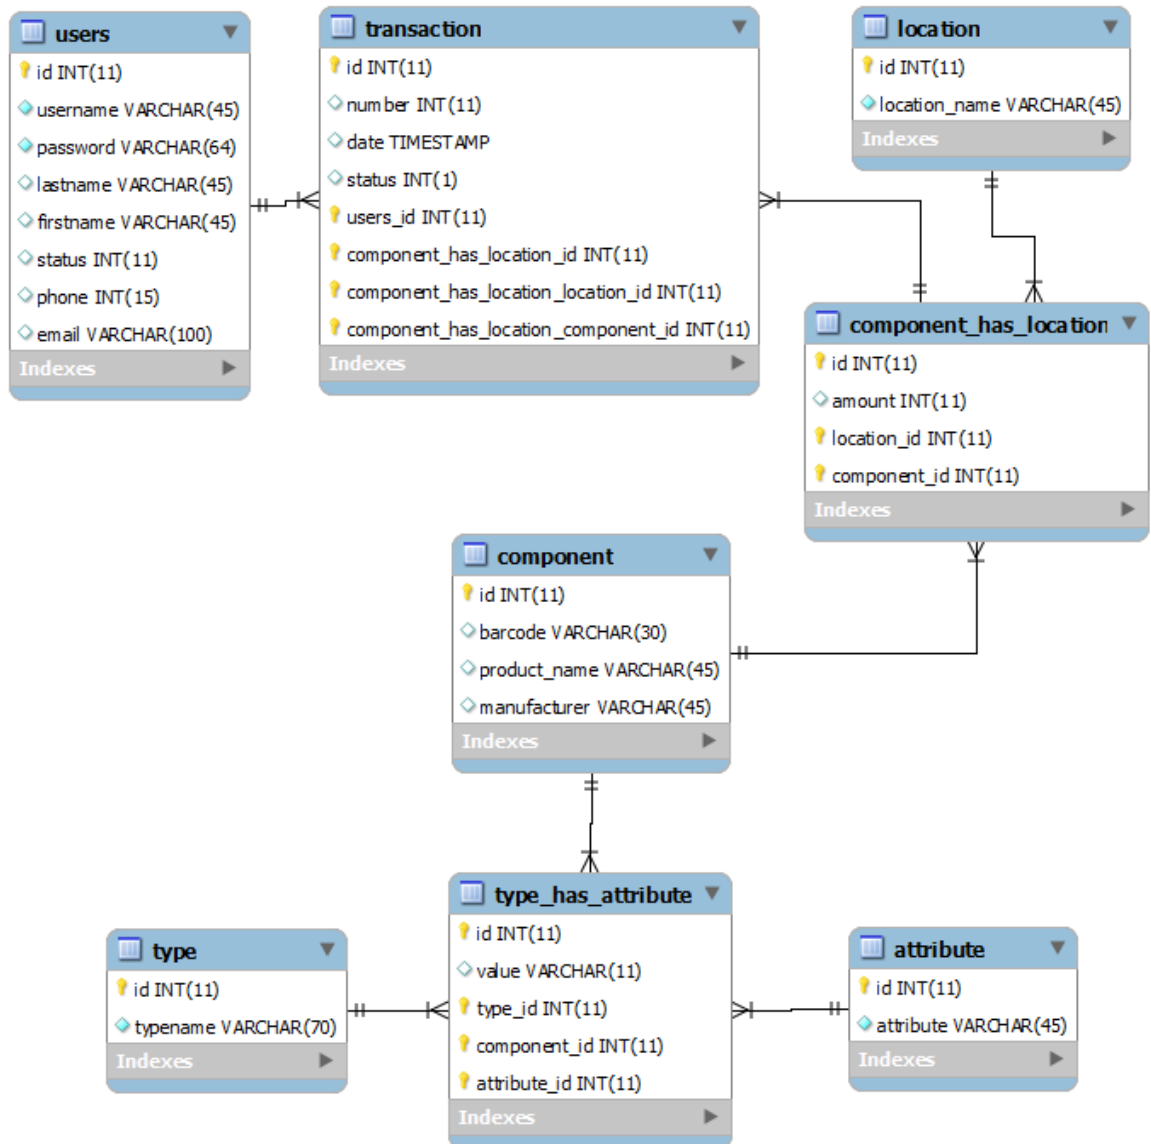 users
id INT(11)
username VARCHAR(45)
password VARCHAR(64)
lastname VARCHAR(45)
firstname VARCHAR(45)
status INT(11)
phone INT(15)
email VARCHAR(100)
Indexes
transaction
id INT(11)
number INT(11)
date TIMESTAMP
status INT(1)
users_id INT(11)
component_has_location_id INT(11)
component_has_location_location_id INT(11)
component_has_location_component_id INT(11)
Indexes
location
id INT(11)
location_name VARCHAR(45)
Indexes
component_has_location
id INT(11)
amount INT(11)
location_id INT(11)
component_id INT(11)
Indexes
component
id INT(11)
barcode VARCHAR(30)
product_name VARCHAR(45)
manufacturer VARCHAR(45)
Indexes
type_has_attribute
id INT(11)
value VARCHAR(11)
type_id INT(11)
component_id INT(11)
attribute_id INT(11)
Indexes
type
id INT(11)
typename VARCHAR(70)
Indexes
attribute
id INT(11)
attribute VARCHAR(45)
Indexes